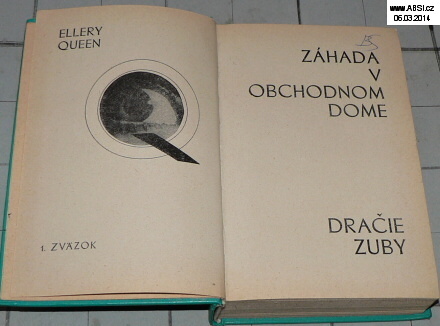 www.ABSi.cz
06.03.2014
ELLERY
QUEEN
1. ZVÄZOK
ZÁHADA
V
OBCHODNOM
DOME
DRAČIE
ZUBY